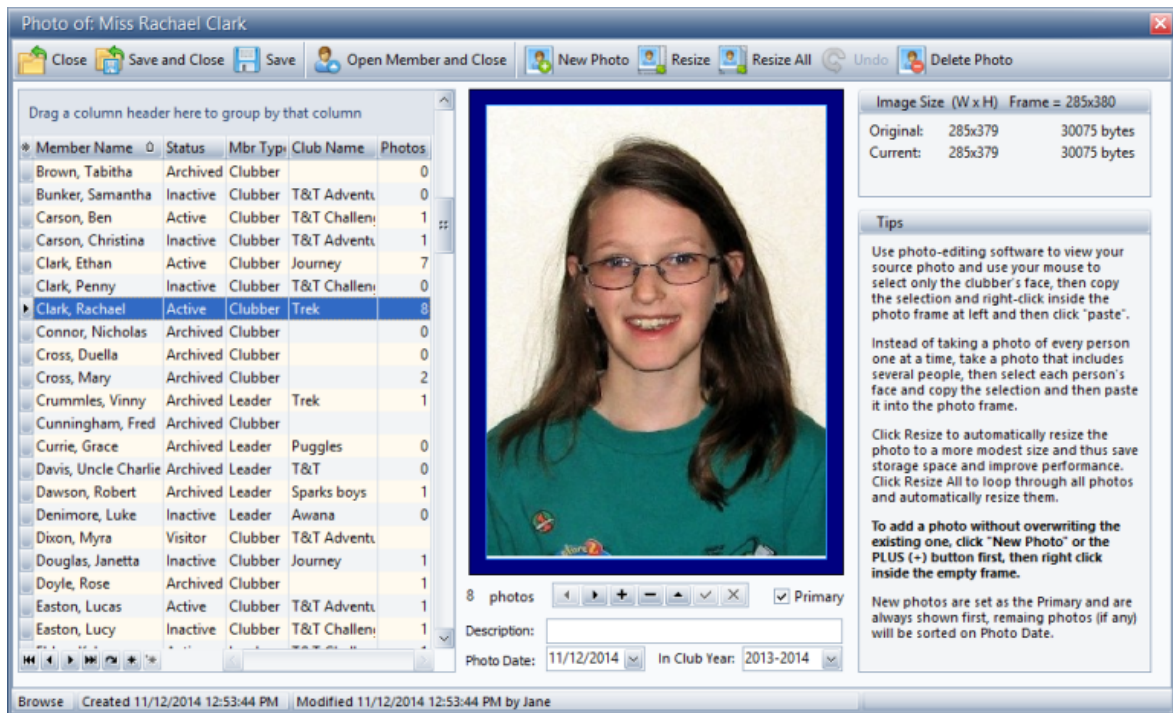 Photo of: Miss Rachael Clark
Close Save and Close Save Open Member and Close New Photo Resize Resize All Undo Delete Photo
Drag a column header here to group by that column
Member Name Status Mbr Type Club Name Photos
Brown, Tabitha Archived Clubber 0
Bunker, Samantha Inactive Clubber T&T Adventu 0
Carson, Ben Active Clubber T&T Challen 1
Carson, Christina Inactive Clubber T&T Adventu 1
Clark, Ethan Active Clubber Journey 7
Clark, Penny Inactive Clubber T&T Challen 0
Clark, Rachael Active Clubber Trek 8
Connor, Nicholas Archived Clubber 0
Cross, Duella Archived Clubber 0
Cross, Mary Archived Clubber 2
Crummles, Vinny Archived Leader Trek 1
Cunningham, Fred Archived Clubber
Currie, Grace Archived Leader Puggles 0
Davis, Uncle Charlie Archived Leader T&T 0
Dawson, Robert Archived Leader Sparks boys 1
Denimore, Luke Inactive Leader Awana 0
Dixon, Myra Visitor Clubber T&T Adventu
Douglas, Janetta Inactive Clubber Journey 1
Doyle, Rose Archived Clubber 1
Easton, Lucas Active Clubber T&T Adventu 1
Easton, Lucy Inactive Clubber T&T Challen 1
8 photos Primary
Description:
Photo Date: 11/12/2014 In Club Year: 2013-2014
Image Size (W x H) Frame = 285x380
Original: 285x379 30075 bytes
Current: 285x379 30075 bytes
Tips
Use photo-editing software to view your
source photo and use your mouse to
select only the clubber's face, then copy
the selection and right-click inside the
photo frame at left and then click "paste".
Instead of taking a photo of every person
one at a time, take a photo that includes
several people, then select each person's
face and copy the selection and then paste
it into the photo frame.
Click Resize to automatically resize the
photo to a more modest size and thus save
storage space and improve performance.
Click Resize All to loop through all photos
and automatically resize them.
To add a photo without overwriting the
existing one, click "New Photo" or the
PLUS (+) button first, then right click
inside the empty frame.
New photos are set as the Primary and are
always shown first, remaing photos (if any)
will be sorted on Photo Date.
Browse Created 11/12/2014 12:53:44 PM Modified 11/12/2014 12:53:44 PM by Jane